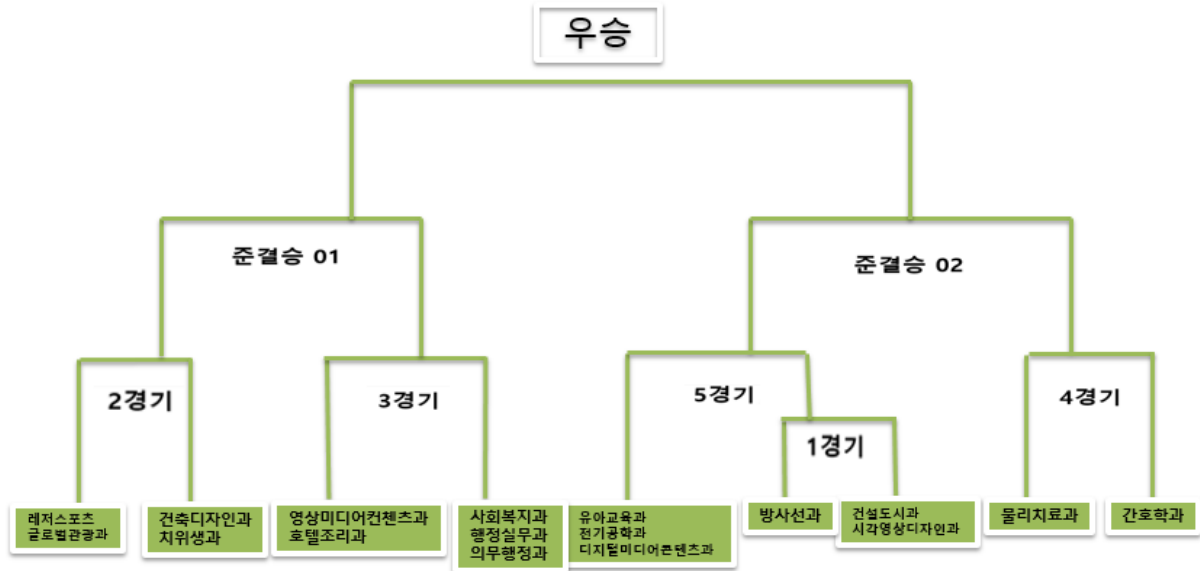 우승
준결승 01
준결승 02
2경기
3경기
5경기
4경기
1경기
레저스포츠
글로벌관광과
건축디자인과
치위생과
영상미디어컨첸츠과
호텔조리과
사회복지과
행정실무과
의무행정과
유아교육과
전기공학과
디지털미디어콘텐츠과
방사선과
건설도시과
시각영상디자인과
물리치료과
간호학과